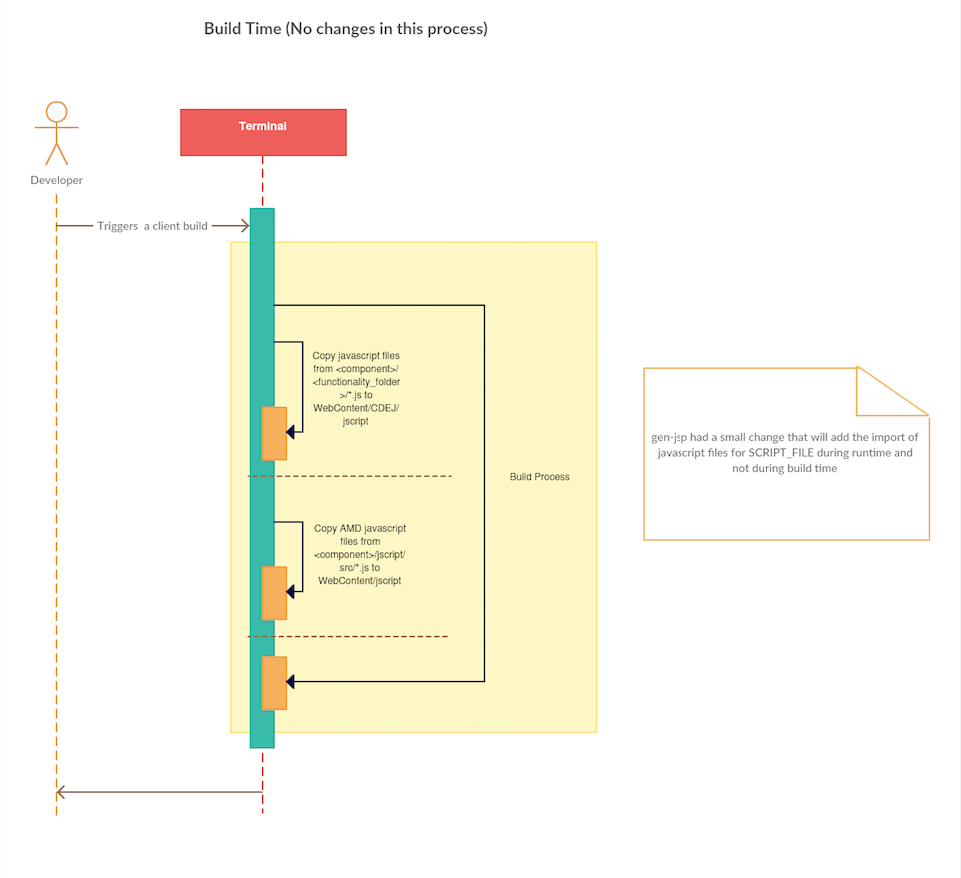 Build Time (No changes in this process)
Terminal
Developer
Triggers  a client build
Copy javascript files
from <component>/
<functionality_folder
>/*.js to
WebContent/CDEJ/
jscript
Build Process
Copy AMD javascript
files from
<component>/jscript/
src/*.js to
WebContent/jscript
gen-jsp had a small change that will add the import of
javascript files for SCRIPT_FILE during runtime and
not during build time